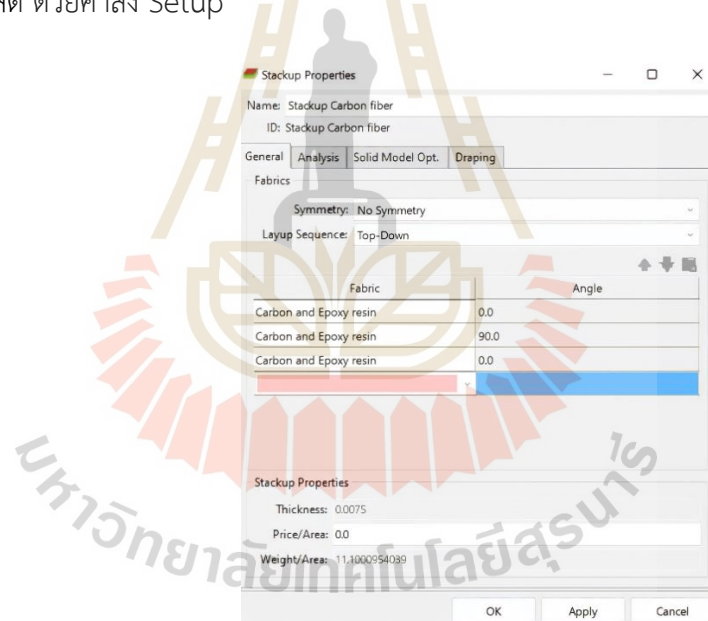 ด้วยคำสั่ง Setup
Stackup Properties
Name: Stackup Carbon fiber
ID: Stackup Carbon fiber
General Analysis Solid Model Opt. Draping
Fabrics
Symmetry: No Symmetry
Layup Sequence: Top-Down
Fabric Angle
Carbon and Epoxy resin 0.0
Carbon and Epoxy resin 90.0
Carbon and Epoxy resin 0.0
Stackup Properties
Thickness: 0.0075
Price/Area: 0.0
Weight/Area: 11.1000954039
มหาวิทยาลัยเทคโนโลยีสุรนารี
OK Apply Cancel